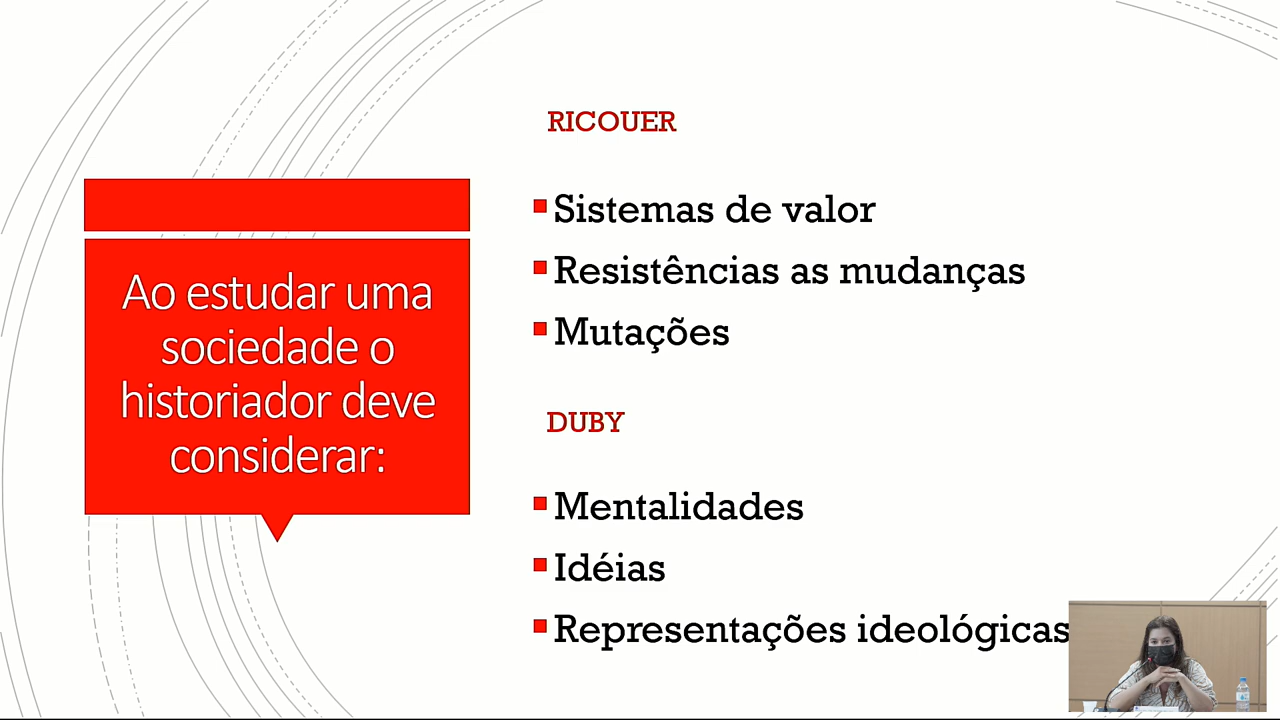 Ao estudar uma
sociedade o
historiador deve
considerar:
RICOUER
Sistemas de valor
Resistências as mudanças
Mutações
DUBY
Mentalidades
Idéias
Representações ideológicas